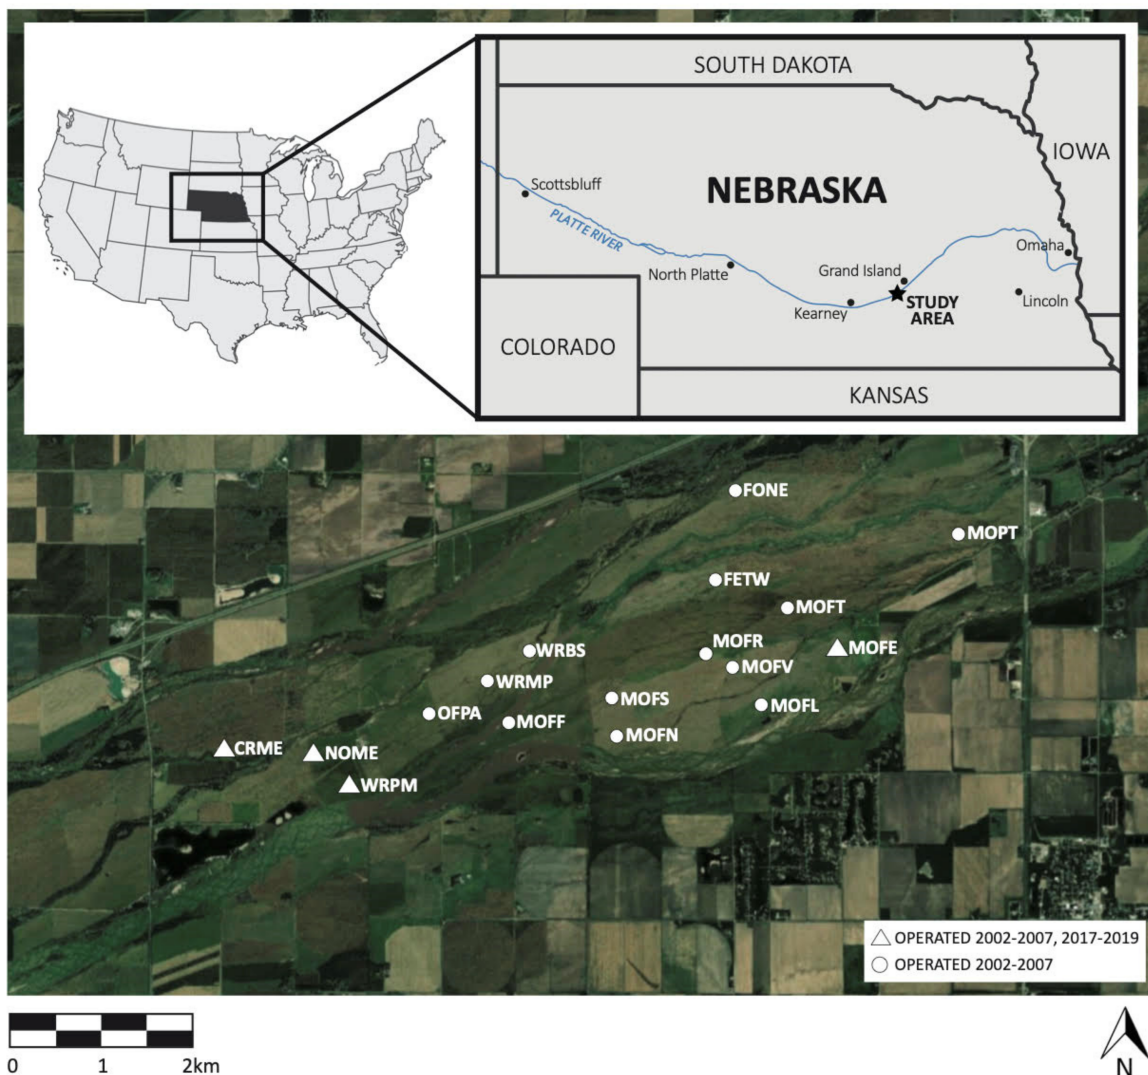 SOUTH DAKOTA
IOWA
NEBRASKA
Scottsbluff
PLATTE RIVER
North Platte
Grand Island
Omaha
Kearney
STUDY
AREA
Lincoln
COLORADO
KANSAS
FONE
MOPT
FETW
MOFT
MOFR
MOFE
WRBS
MOFV
WRMP
MOFS
MOFL
OFPA
MOFF
MOFN
CRME
NOME
WRPM
OPERATED 2002-2007, 2017-2019
OPERATED 2002-2007
0 1 2km
N